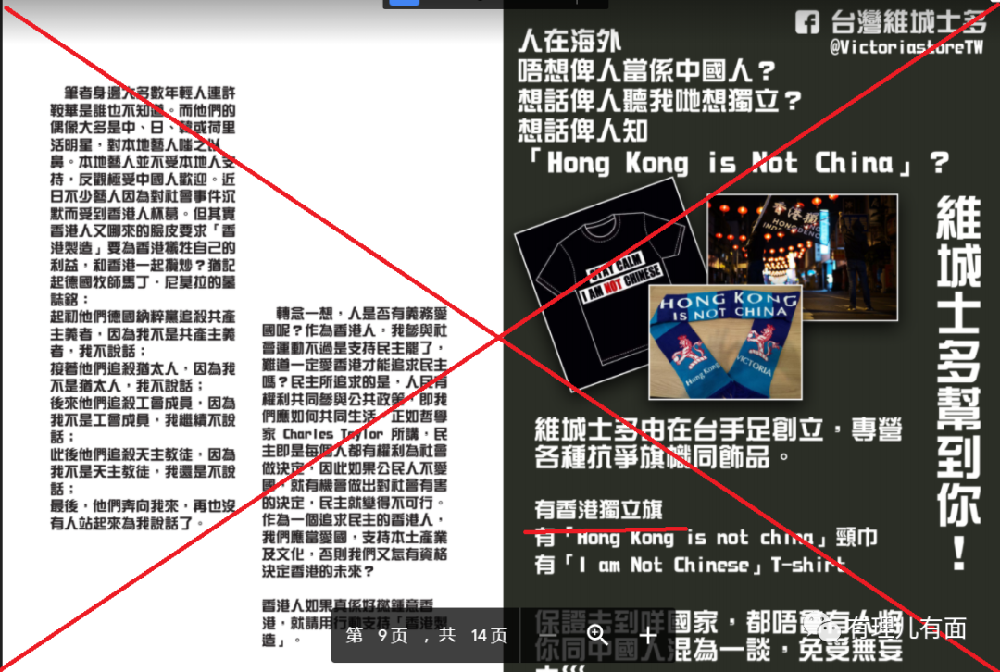 筆者身邊大多數年輕人連許
鞍華是誰也不知道。而他們的
偶像大多是中、日、韓或荷里
活明星，對本地藝人嗤之以
鼻。本地藝人並不受本地人支
持，反觀極受中國人歡迎。近
日不少藝人因為對社會事件沉
默而受到香港人杯葛。但其實
香港人又哪來的臉皮要求「香
港製造」要為香港犧牲自己的
利益，和香港一起攬炒？猶記
起德國牧師馬丁．尼莫拉的墓
誌銘：
起初他們德國納粹黨追殺共產
主義者，因為我不是共產主義
者，我不說話；
接著他們追殺猶太人，因為我
不是猶太人，我不說話；
後來他們追殺工會成員，因為
我不是工會成員，我繼續不說
話；
此後他們追殺天主教徒，因為
我不是天主教徒，我還是不說
話；
最後，他們奔向我來，再也沒
有人站起來為我說話了。
轉念一想，人是否有義務愛
國呢？作為香港人，我參與社
會運動不過是支持民主罷了，
難道一定愛香港才能追求民主
嗎？民主所追求的是，人民有
權利共同參與公共政策，即我
們應如何共同生活。正如哲學
家 Charles Taylor 所講，民
主即是每個人都有權利為社會
做決定，因此如果公民人不愛
國，就有機會做出對社會有害
的決定，民主就變得不可行。
作為一個追求民主的香港人，
我們應當愛國，支持本土產業
及文化，否則我們又怎有資格
決定香港的未來？
香港人如果真係好撚鍾意香
港，就請用行動支持「香港製
造」。
第 9页 ，共 14页
台灣維城士多
@VictoriastoreTW
人在海外
唔想俾人當係中國人？
想話俾人聽我哋想獨立？
想話俾人知
「Hong Kong is Not China」？
STAY CALM
I AM NOT CHINESE
香港獨
HONG
DENCE
HONG KONG
IS NOT CHINA
Hong Kong
VICTORIA
維城士多幫到你！
維城士多由在台手足創立，專營
各種抗爭旗幟同飾品。
有香港獨立旗
有「Hong Kong is not china」頸巾
有「I am Not Chinese」T-shirt
保證去到咩國家，都唔會有人將
你同中國人混為一談，免受無妄
有理儿有面